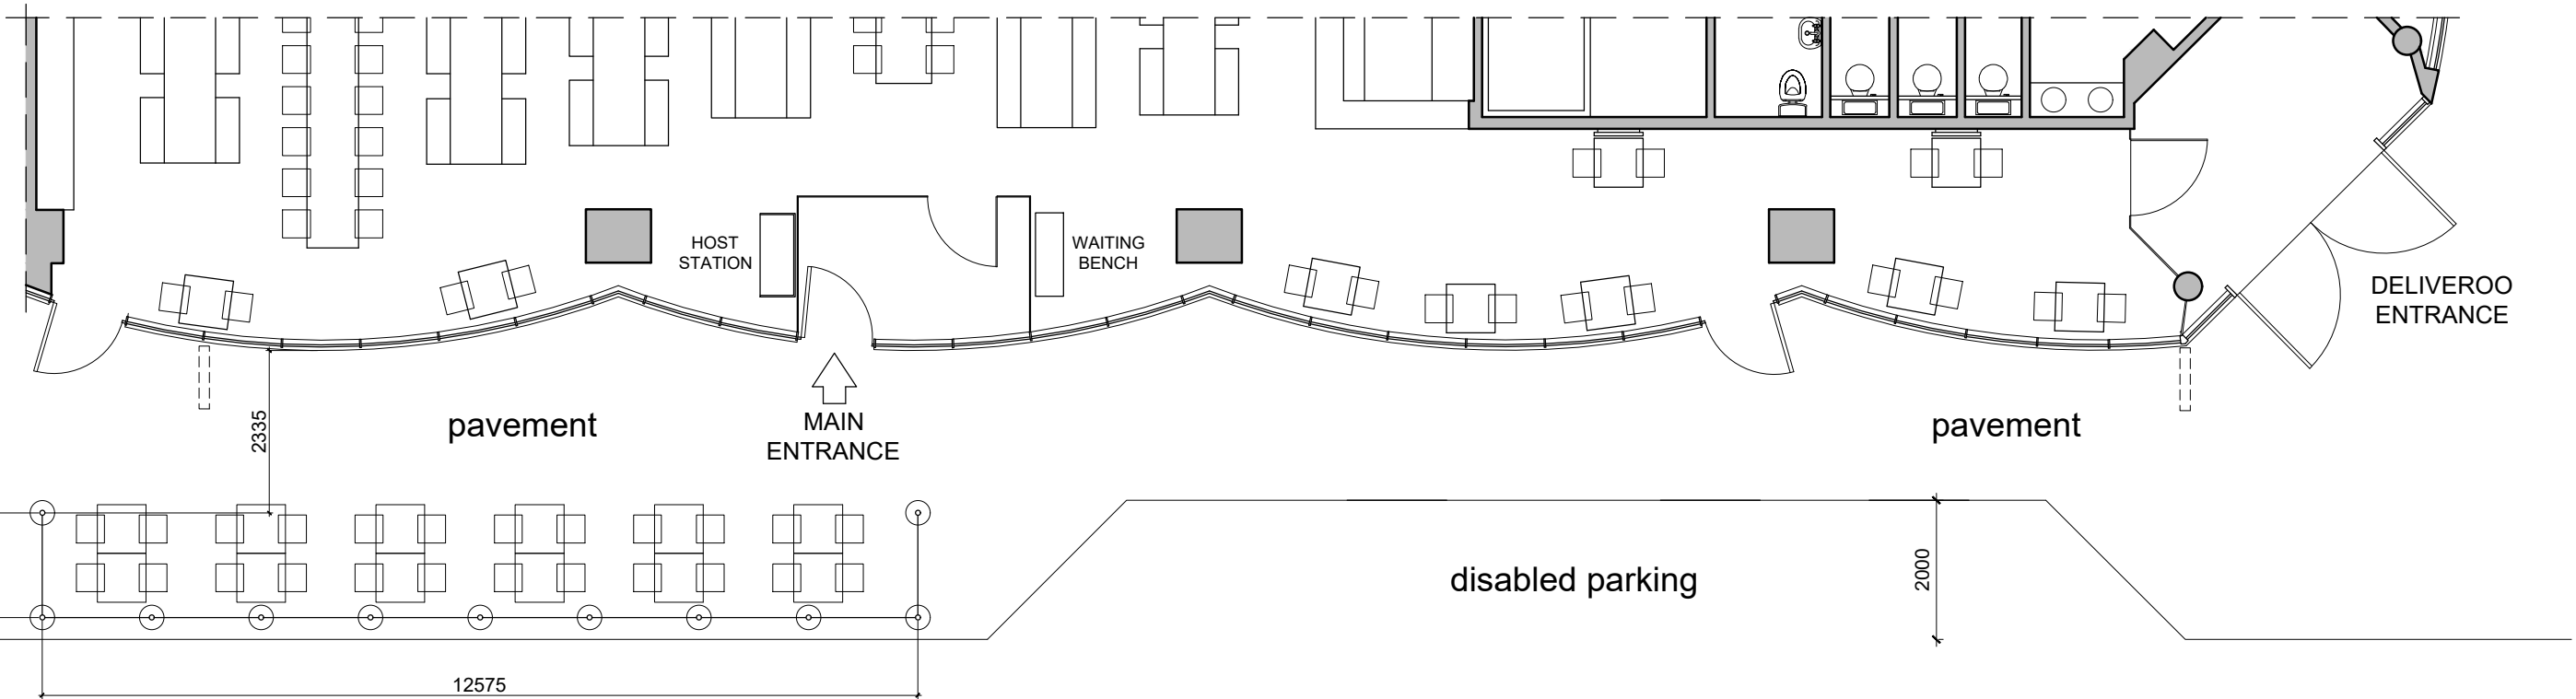 HOST
STATION
WAITING
BENCH
DELIVEROO
ENTRANCE
2335
pavement
MAIN
ENTRANCE
pavement
disabled parking
2000
12575